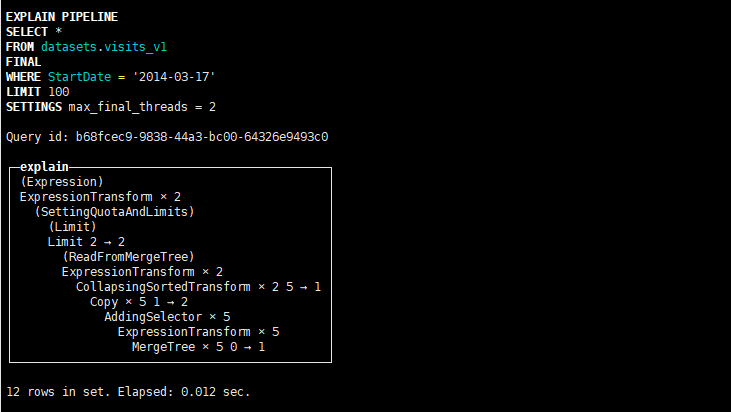 EXPLAIN PIPELINE
SELECT *
FROM datasets.visits_v1
FINAL
WHERE StartDate = '2014-03-17'
LIMIT 100
SETTINGS max_final_threads = 2
Query id: b68fcec9-9838-44a3-bc00-64326e9493c0
explain
(Expression)
ExpressionTransform × 2
(SettingQuotaAndLimits)
(Limit)
Limit 2 → 2
(ReadFromMergeTree)
ExpressionTransform × 2
CollapsingSortedTransform × 2 5 → 1
Copy × 5 1 → 2
AddingSelector × 5
ExpressionTransform × 5
MergeTree × 5 0 → 1
12 rows in set. Elapsed: 0.012 sec.